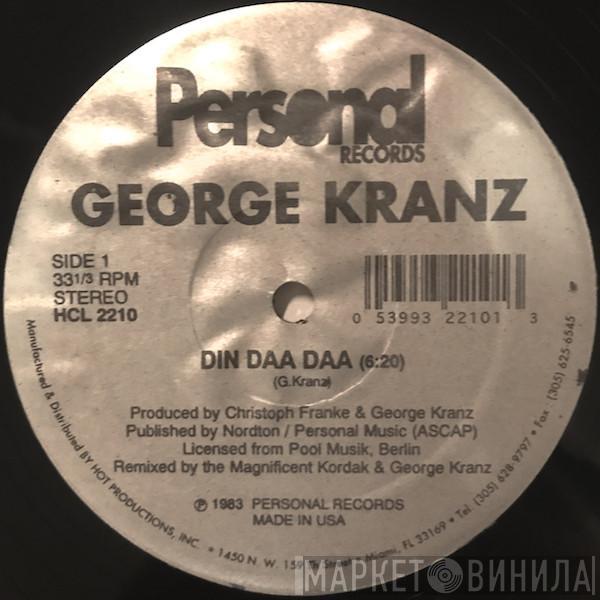 Personal
RECORDS
GEORGE KRANZ
SIDE 1
33 1/3 RPM
STEREO
HCL 2210
0 53993 22101 3
DIN DAA DAA (6:20)
(G.Kranz)
Produced by Christoph Franke & George Kranz
Published by Nordton / Personal Music (ASCAP)
Licensed from Pool Musik, Berlin
Remixed by the Magnificent Kordak & George Kranz
℗ 1983 PERSONAL RECORDS
MADE IN USA
Manufactured & Distributed BY HOT PRODUCTIONS, INC. • 1450 N. W. 159 Th Street • Miami, FL 33169 • Tel. (305) 628-9797 • Fax (305) 625-6545
МАРКЕТ ВИНИЛА